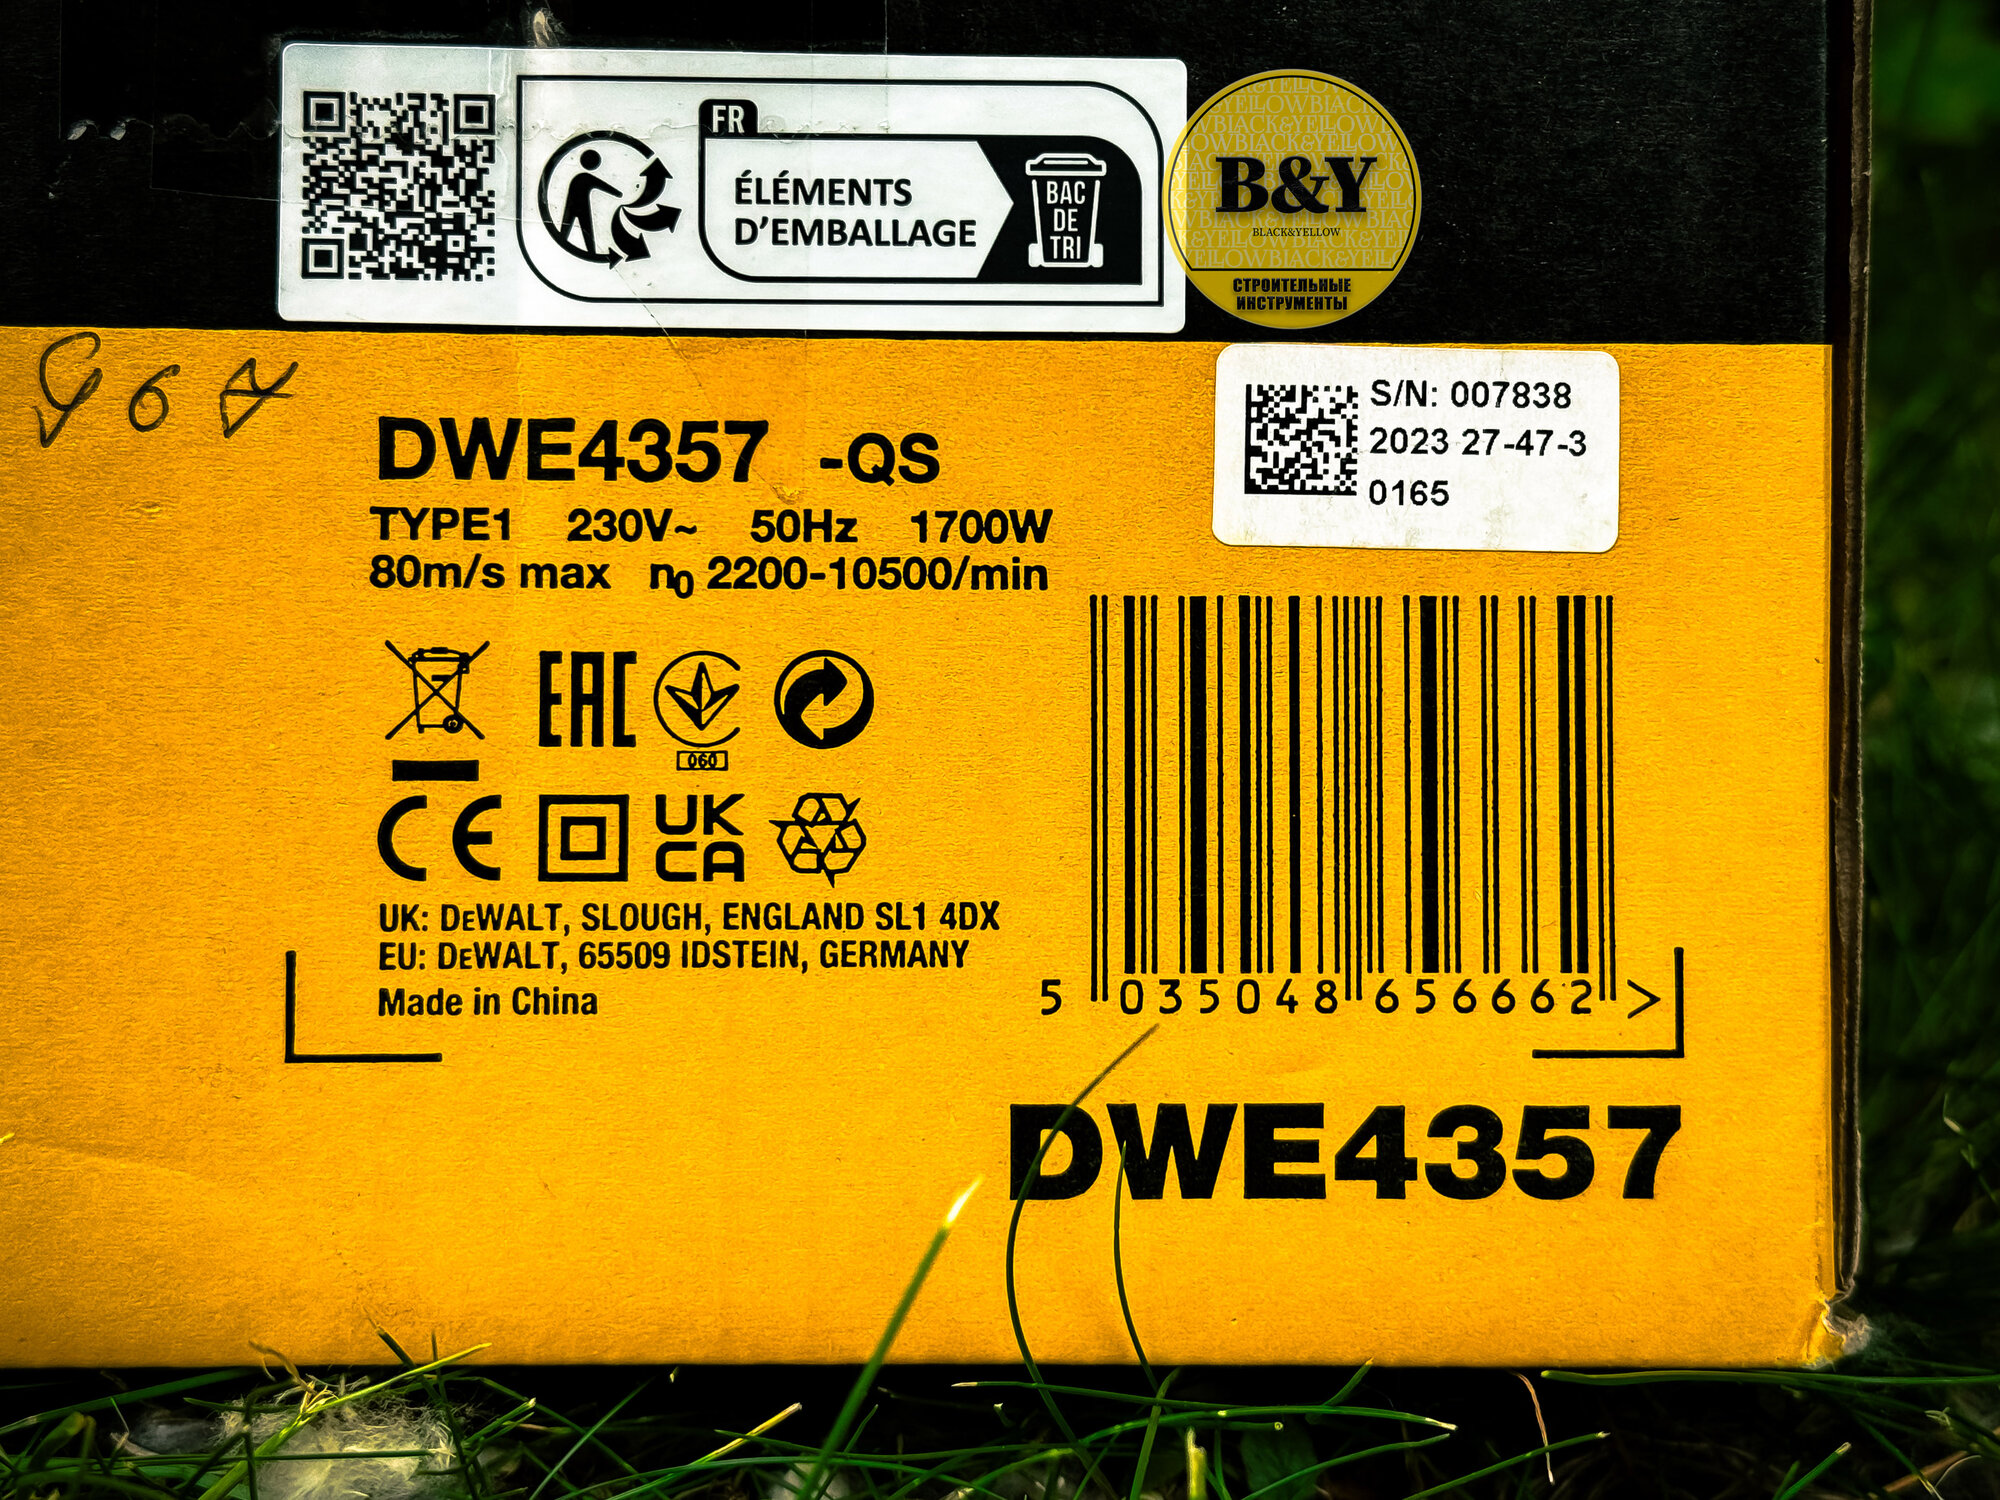 FR
ÉLÉMENTS
D'EMBALLAGE
BAC
DE
TRI
B&Y
BLACK&YELLOW
СТРОИТЕЛЬНЫЕ
ИНСТРУМЕНТЫ
S/N: 007838
2023 27-47-3
0165
DWE4357 -QS
TYPE1 230V~ 50Hz 1700W
80m/s max n0 2200-10500/min
EAC
060
CE
UK
CA
UK: DeWALT, SLOUGH, ENGLAND SL1 4DX
EU: DeWALT, 65509 IDSTEIN, GERMANY
Made in China
5 035048 656662 >
DWE4357